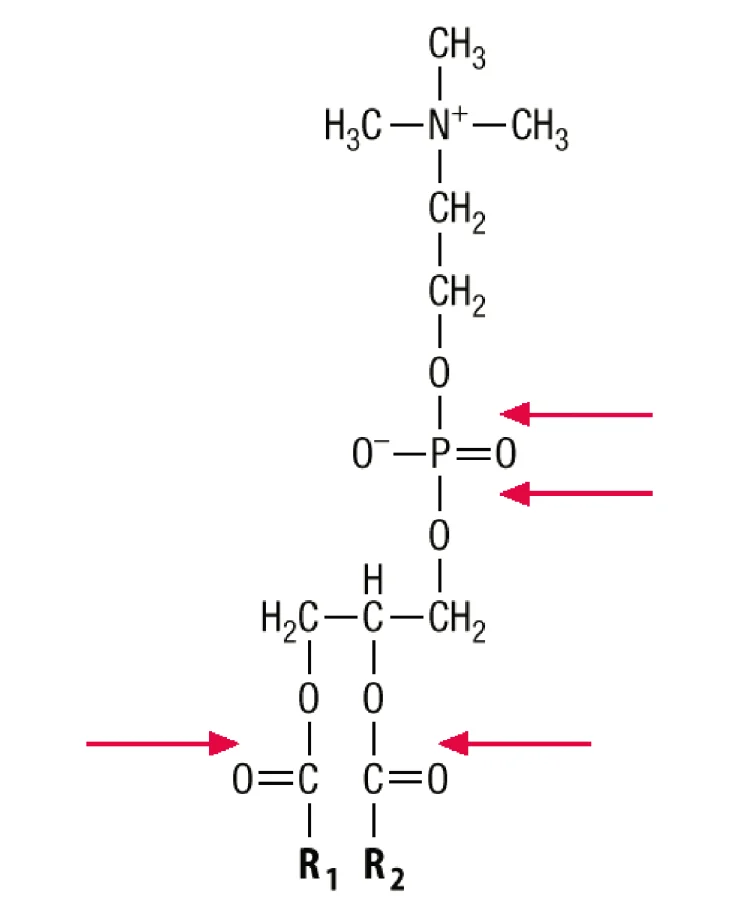 CH₃
H₃C—N⁺—CH₃
CH₂
CH₂
O
O⁻—P=O
O
H
H₂C—C—CH₂
O O
O=C C=O
R₁ R₂